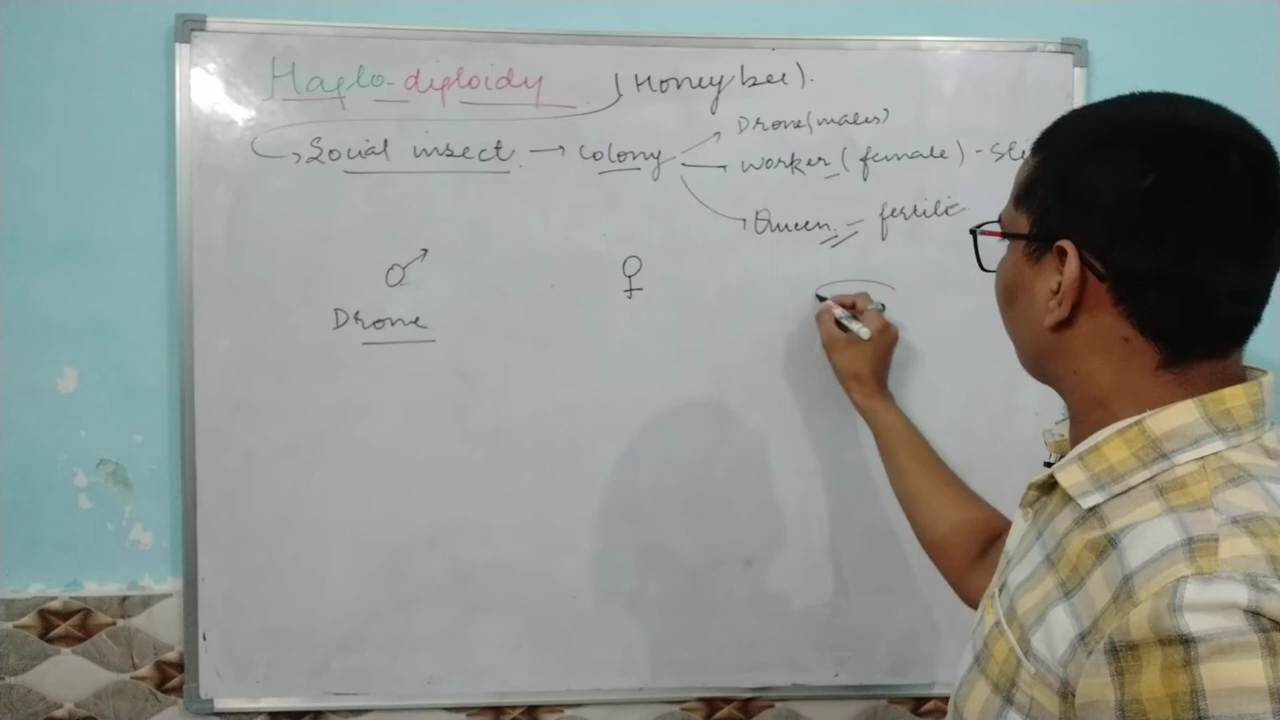 Haplo-diploidy (Honey bee).
Social insect → Colony
Drone (males)
worker (female) - Ste
Queen - fertile
♂ ♀
Drone